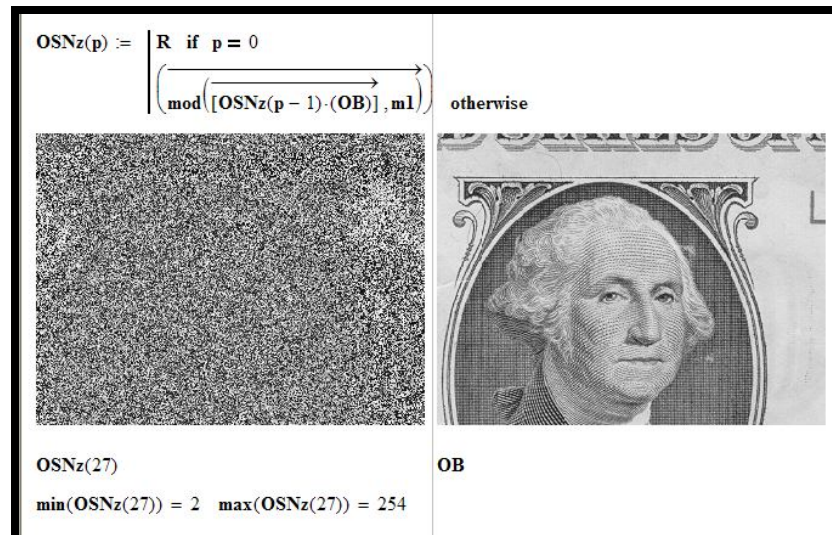 OSNz(p) := | R if p = 0
(mod([OSNz(p − 1)·(OB)] , m1)) otherwise
OSNz(27)
OB
min(OSNz(27)) = 2 max(OSNz(27)) = 254